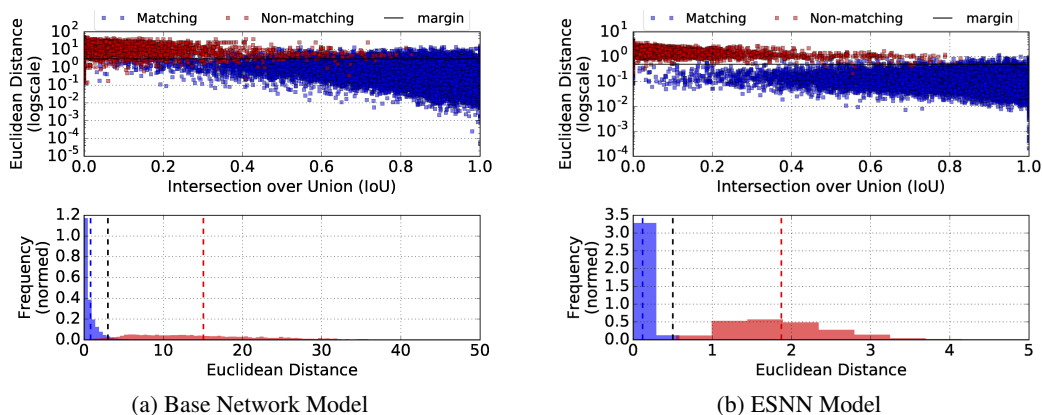 Matching Non-matching margin
Euclidean Distance
(logscale)
10^2
10^1
10^0
10^-1
10^-2
10^-3
10^-4
10^-5
0.0 0.2 0.4 0.6 0.8 1.0
Intersection over Union (IoU)
Frequency
(normed)
1.2
1.0
0.8
0.6
0.4
0.2
0.0
0 10 20 30 40 50
Euclidean Distance
(a) Base Network Model
Matching Non-matching margin
Euclidean Distance
(logscale)
10^1
10^0
10^-1
10^-2
10^-3
10^-4
0.0 0.2 0.4 0.6 0.8 1.0
Intersection over Union (IoU)
Frequency
(normed)
3.5
3.0
2.5
2.0
1.5
1.0
0.5
0.0
0 1 2 3 4 5
Euclidean Distance
(b) ESNN Model